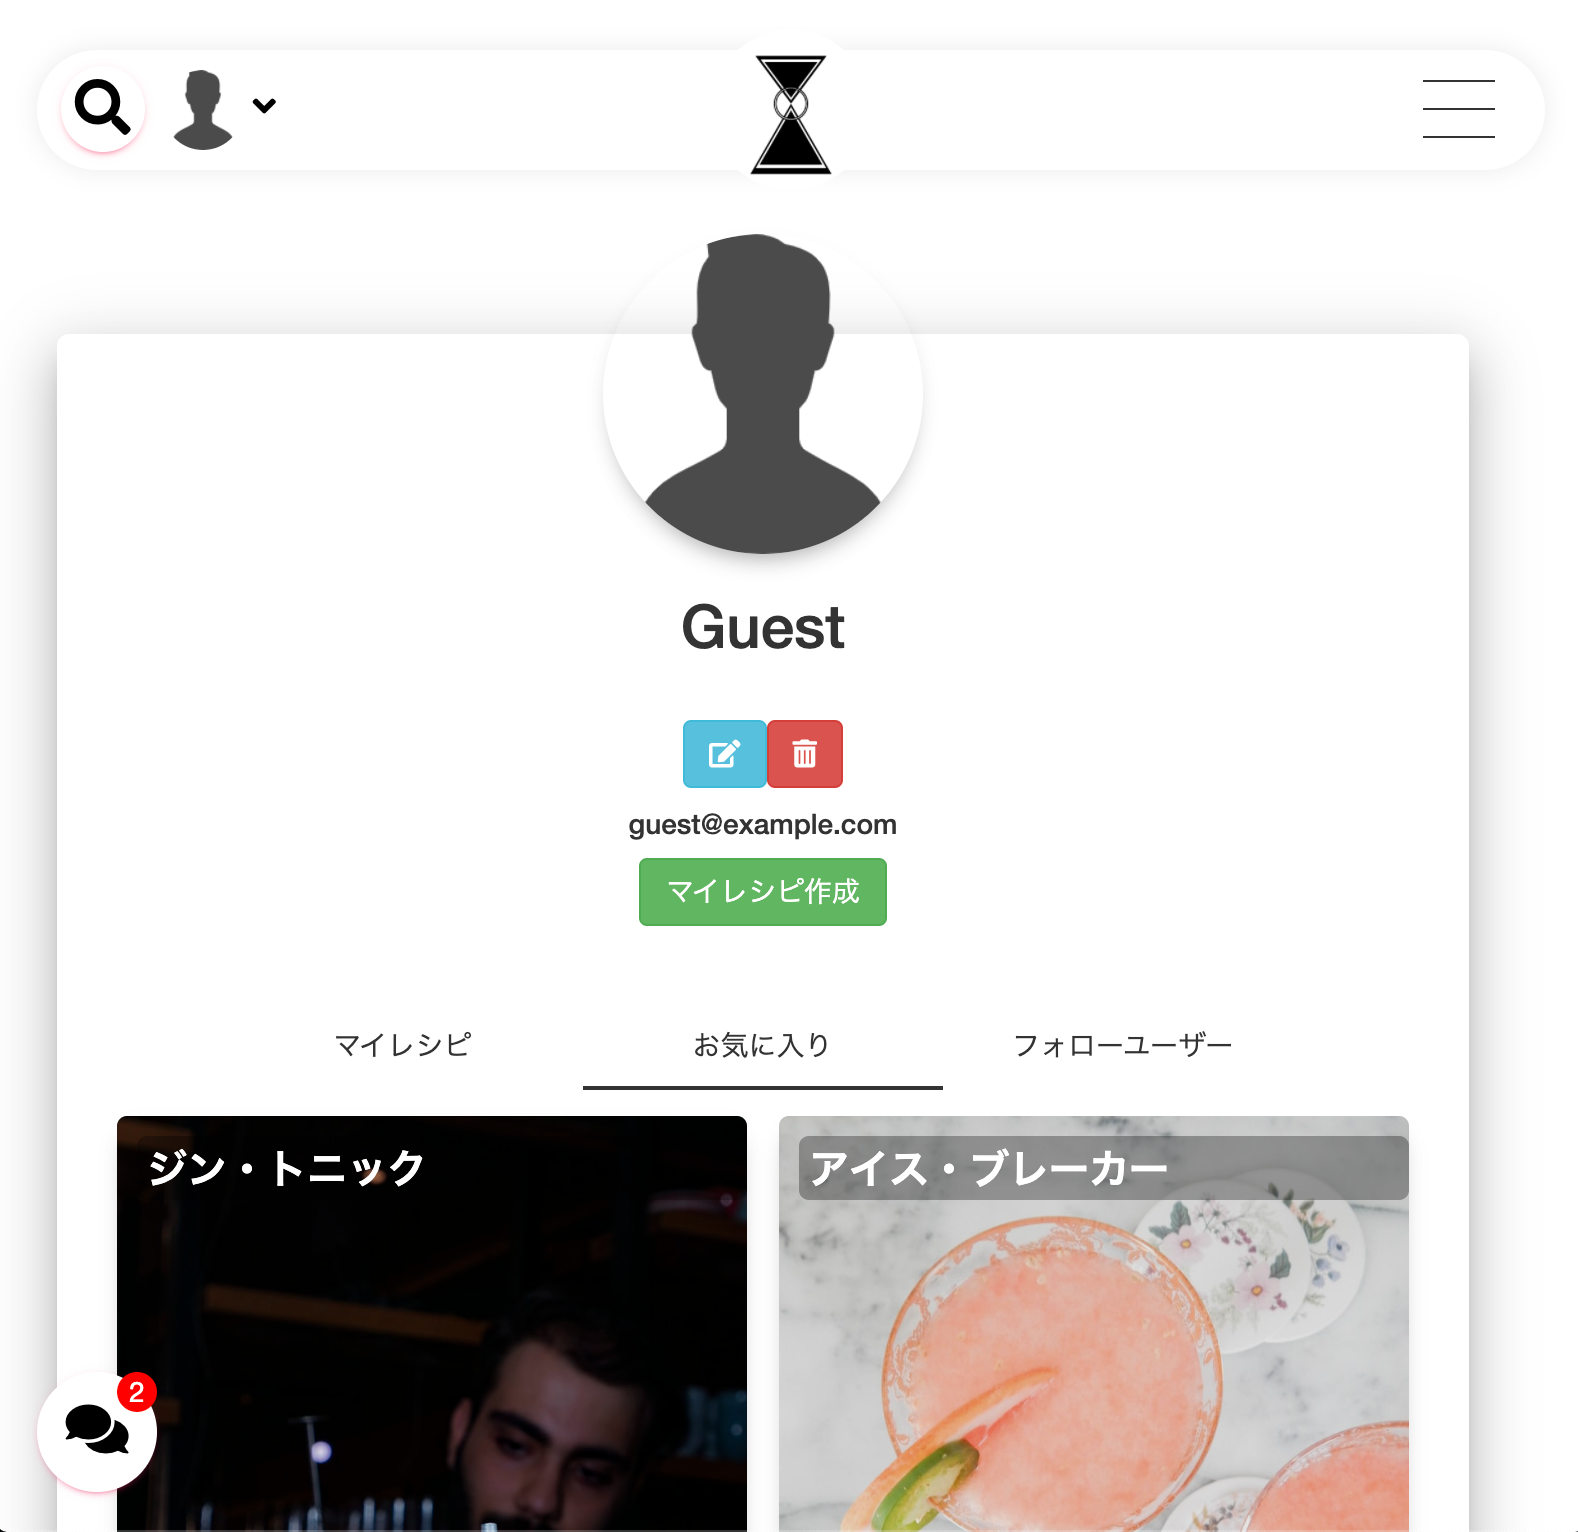 Guest
guest@example.com
マイレシピ作成
マイレシピ
お気に入り
フォローユーザー
ジン・トニック
アイス・ブレーカー
2